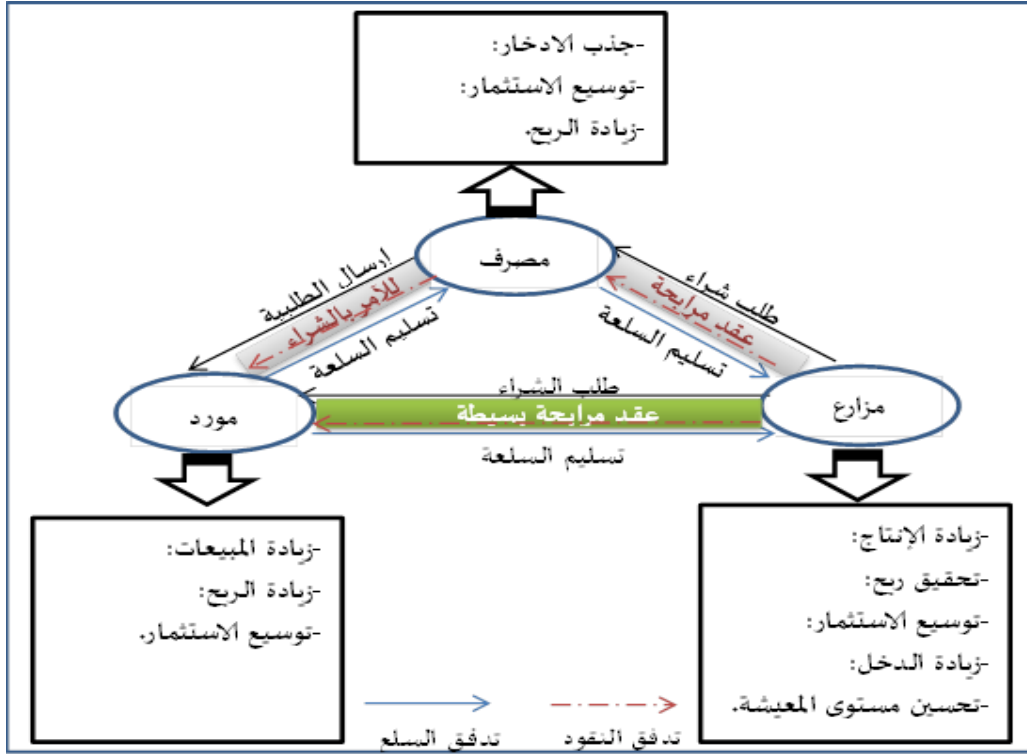 -جذب الادخار:
-توسيع الاستثمار:
-زيادة الربح.
مصرف
إرسال الطلبية
للآمر بالشراء
تسليم السلعة
طلب شراء
عقد مرابحة
تسليم السلعة
مورد
مزارع
طلب الشراء
عقد مرابحة بسيطة
تسليم السلعة
-زيادة الإنتاج:
-تحقيق ربح:
-توسيع الاستثمار:
-زيادة الدخل:
-تحسين مستوى المعيشة.
-زيادة المبيعات:
-زيادة الربح:
-توسيع الاستثمار.
تدفق النقود
تدفق السلع